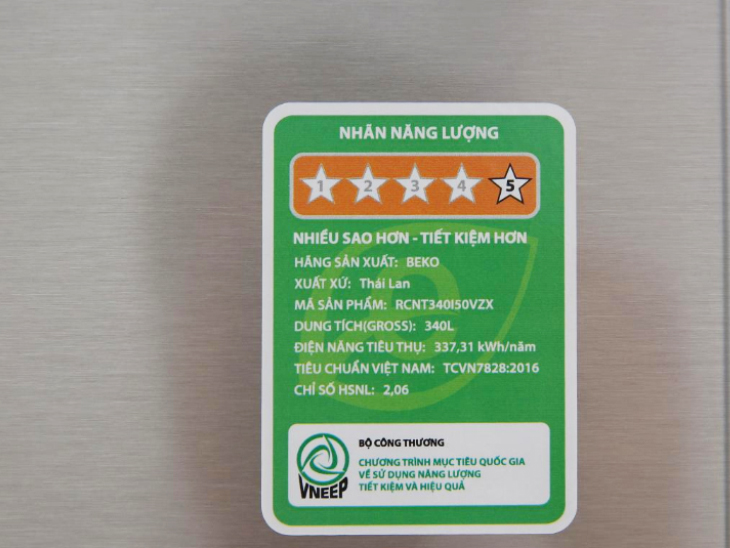 NHÃN NĂNG LƯỢNG
1 2 3 4 5
NHIỀU SAO HƠN - TIẾT KIỆM HƠN
HÃNG SẢN XUẤT: BEKO
XUẤT XỨ: Thái Lan
MÃ SẢN PHẨM: RCNT340I50VZX
DUNG TÍCH(GROSS): 340L
ĐIỆN NĂNG TIÊU THỤ: 337,31 kWh/năm
TIÊU CHUẨN VIỆT NAM: TCVN7828:2016
CHỈ SỐ HSNL: 2,06
BỘ CÔNG THƯƠNG
CHƯƠNG TRÌNH MỤC TIÊU QUỐC GIA
VỀ SỬ DỤNG NĂNG LƯỢNG
TIẾT KIỆM VÀ HIỆU QUẢ
VNEEP